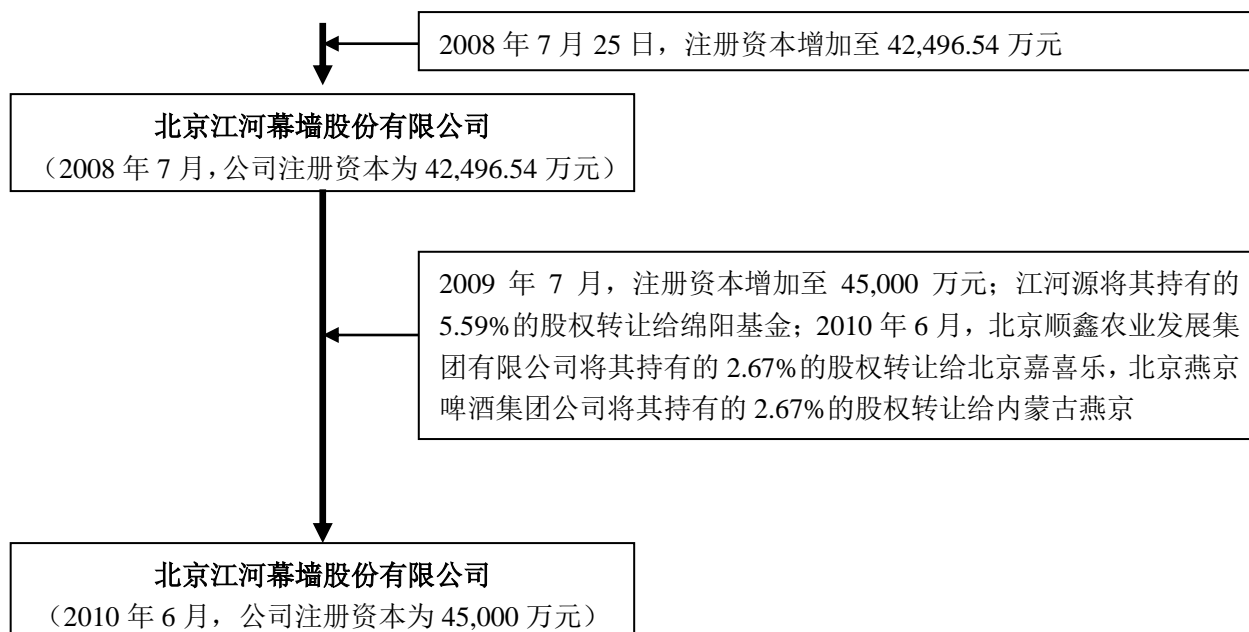 2008 年 7 月 25 日，注册资本增加至 42,496.54 万元
北京江河幕墙股份有限公司
（2008 年 7 月，公司注册资本为 42,496.54 万元）
2009 年 7 月，注册资本增加至 45,000 万元；江河源将其持有的
5.59%的股权转让给绵阳基金；2010 年 6 月，北京顺鑫农业发展集
团有限公司将其持有的 2.67%的股权转让给北京嘉喜乐，北京燕京
啤酒集团公司将其持有的 2.67%的股权转让给内蒙古燕京
北京江河幕墙股份有限公司
（2010 年 6 月，公司注册资本为 45,000 万元）